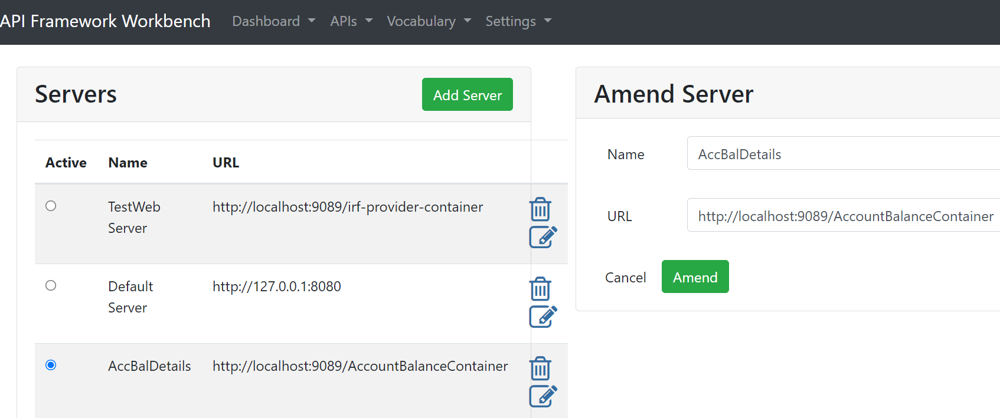 API Framework Workbench Dashboard APIs Vocabulary Settings
Servers
Add Server
Active Name URL
TestWeb Server http://localhost:9089/irf-provider-container
Default Server http://127.0.0.1:8080
AccBalDetails http://localhost:9089/AccountBalanceContainer
Amend Server
Name AccBalDetails
URL http://localhost:9089/AccountBalanceContainer
Cancel Amend